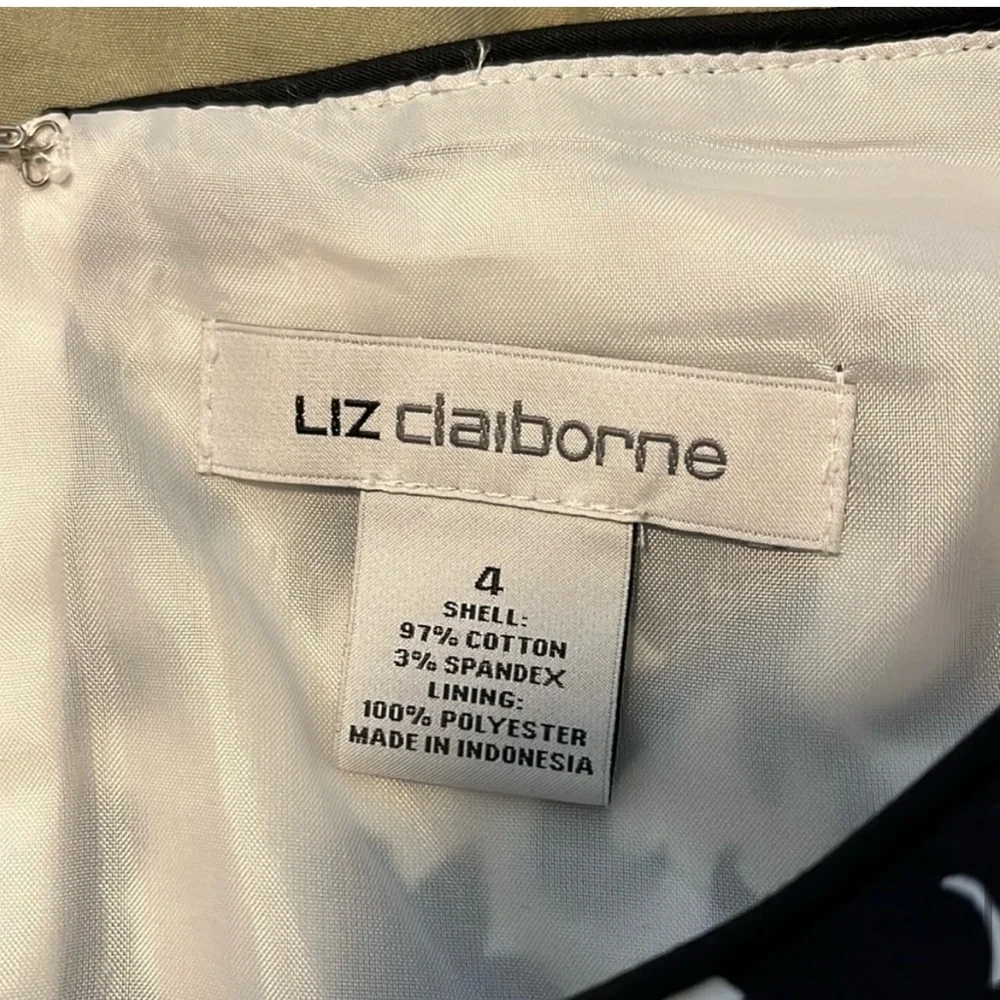 LIZ claiborne
4
SHELL:
97% COTTON
3% SPANDEX
LINING:
100% POLYESTER
MADE IN INDONESIA